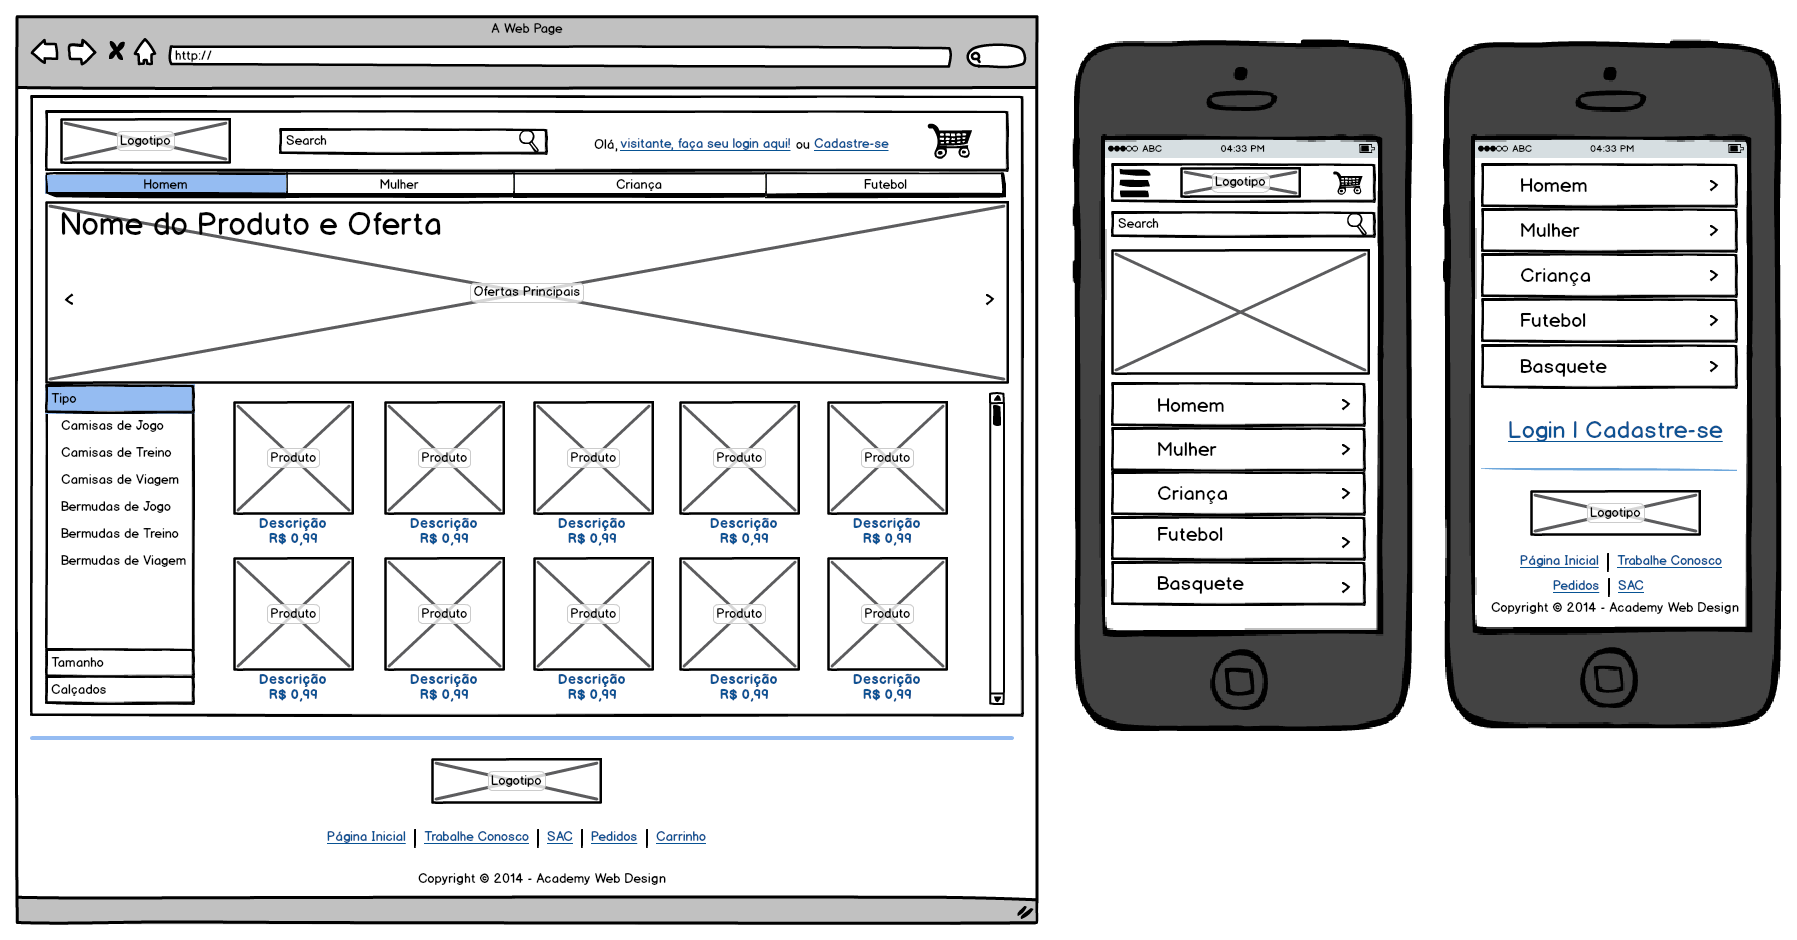 A Web Page
http://
Logotipo
Search
Olá, visitante, faça seu login aqui! ou Cadastre-se
Homem Mulher Criança Futebol
Nome do Produto e Oferta
Ofertas Principais
<
>
Tipo
Camisas de Jogo
Camisas de Treino
Camisas de Viagem
Bermudas de Jogo
Bermudas de Treino
Bermudas de Viagem
Tamanho
Calçados
Produto Produto Produto Produto Produto
Descrição Descrição Descrição Descrição Descrição
R$ 0,99 R$ 0,99 R$ 0,99 R$ 0,99 R$ 0,99
Produto Produto Produto Produto Produto
Descrição Descrição Descrição Descrição Descrição
R$ 0,99 R$ 0,99 R$ 0,99 R$ 0,99 R$ 0,99
Logotipo
Página Inicial | Trabalhe Conosco | SAC | Pedidos | Carrinho
Copyright © 2014 - Academy Web Design
ABC 04:33 PM
Logotipo
Search
Homem >
Mulher >
Criança >
Futebol >
Basquete >
ABC 04:33 PM
Homem >
Mulher >
Criança >
Futebol >
Basquete >
Login | Cadastre-se
Logotipo
Página Inicial | Trabalhe Conosco
Pedidos | SAC
Copyright © 2014 - Academy Web Design